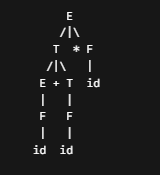 E
/|\
T * F
/|\ |
E + T id
| |
F F
| |
id id